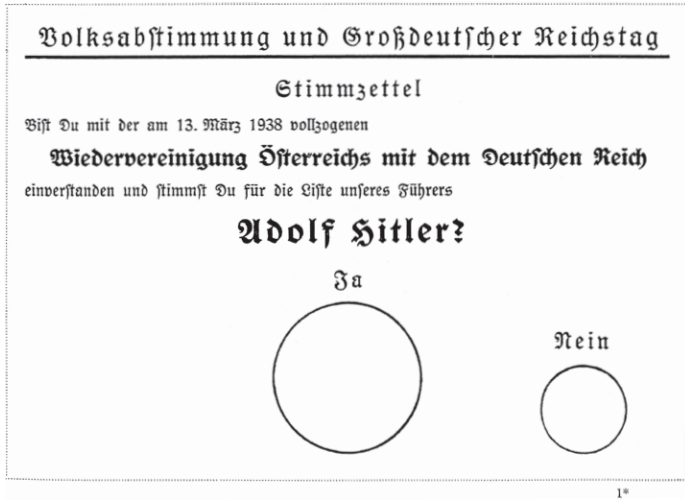 Volksabstimmung und Großdeutscher Reichstag
Stimmzettel
Bist Du mit der am 13. März 1938 vollzogenen
Wiedervereinigung Österreichs mit dem Deutschen Reich
einverstanden und stimmst Du für die Liste unseres Führers
Adolf Hitler?
Ja
Nein
1*